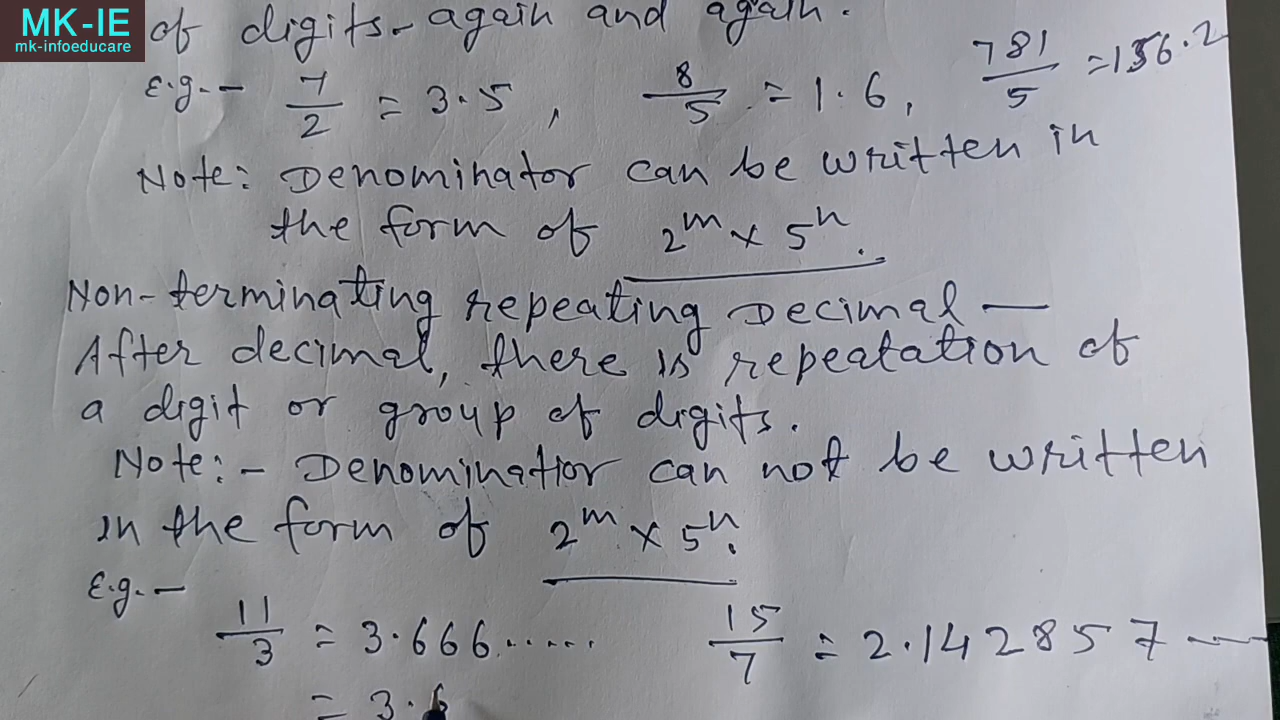 MK-IE
mk-infoeducare
of digits - again and again.
E.g.- 7/2 = 3.5, 8/5 = 1.6, 781/5 = 156.2
Note: Denominator can be written in
the form of 2^m × 5^n.
Non-terminating repeating Decimal —
After decimal, there is repeatation of
a digit or group of digits.
Note:- Denominatior can not be written
in the form of 2^m × 5^n.
E.g.-
11/3 = 3.666..... 15/7 = 2.142857 ----
= 3.6